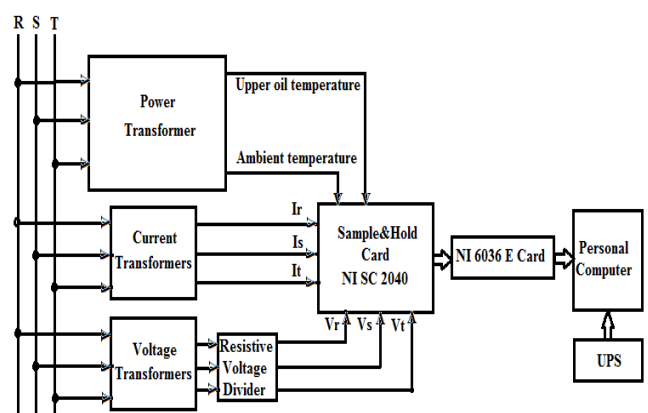 R S T
Upper oil temperature
Power
Transformer
Ambient temperature
Ir
Current
Transformers
Is
It
Sample&Hold
Card
NI SC 2040
NI 6036 E Card
Personal
Computer
Vr Vs Vt
Voltage
Transformers
Resistive
Voltage
Divider
UPS